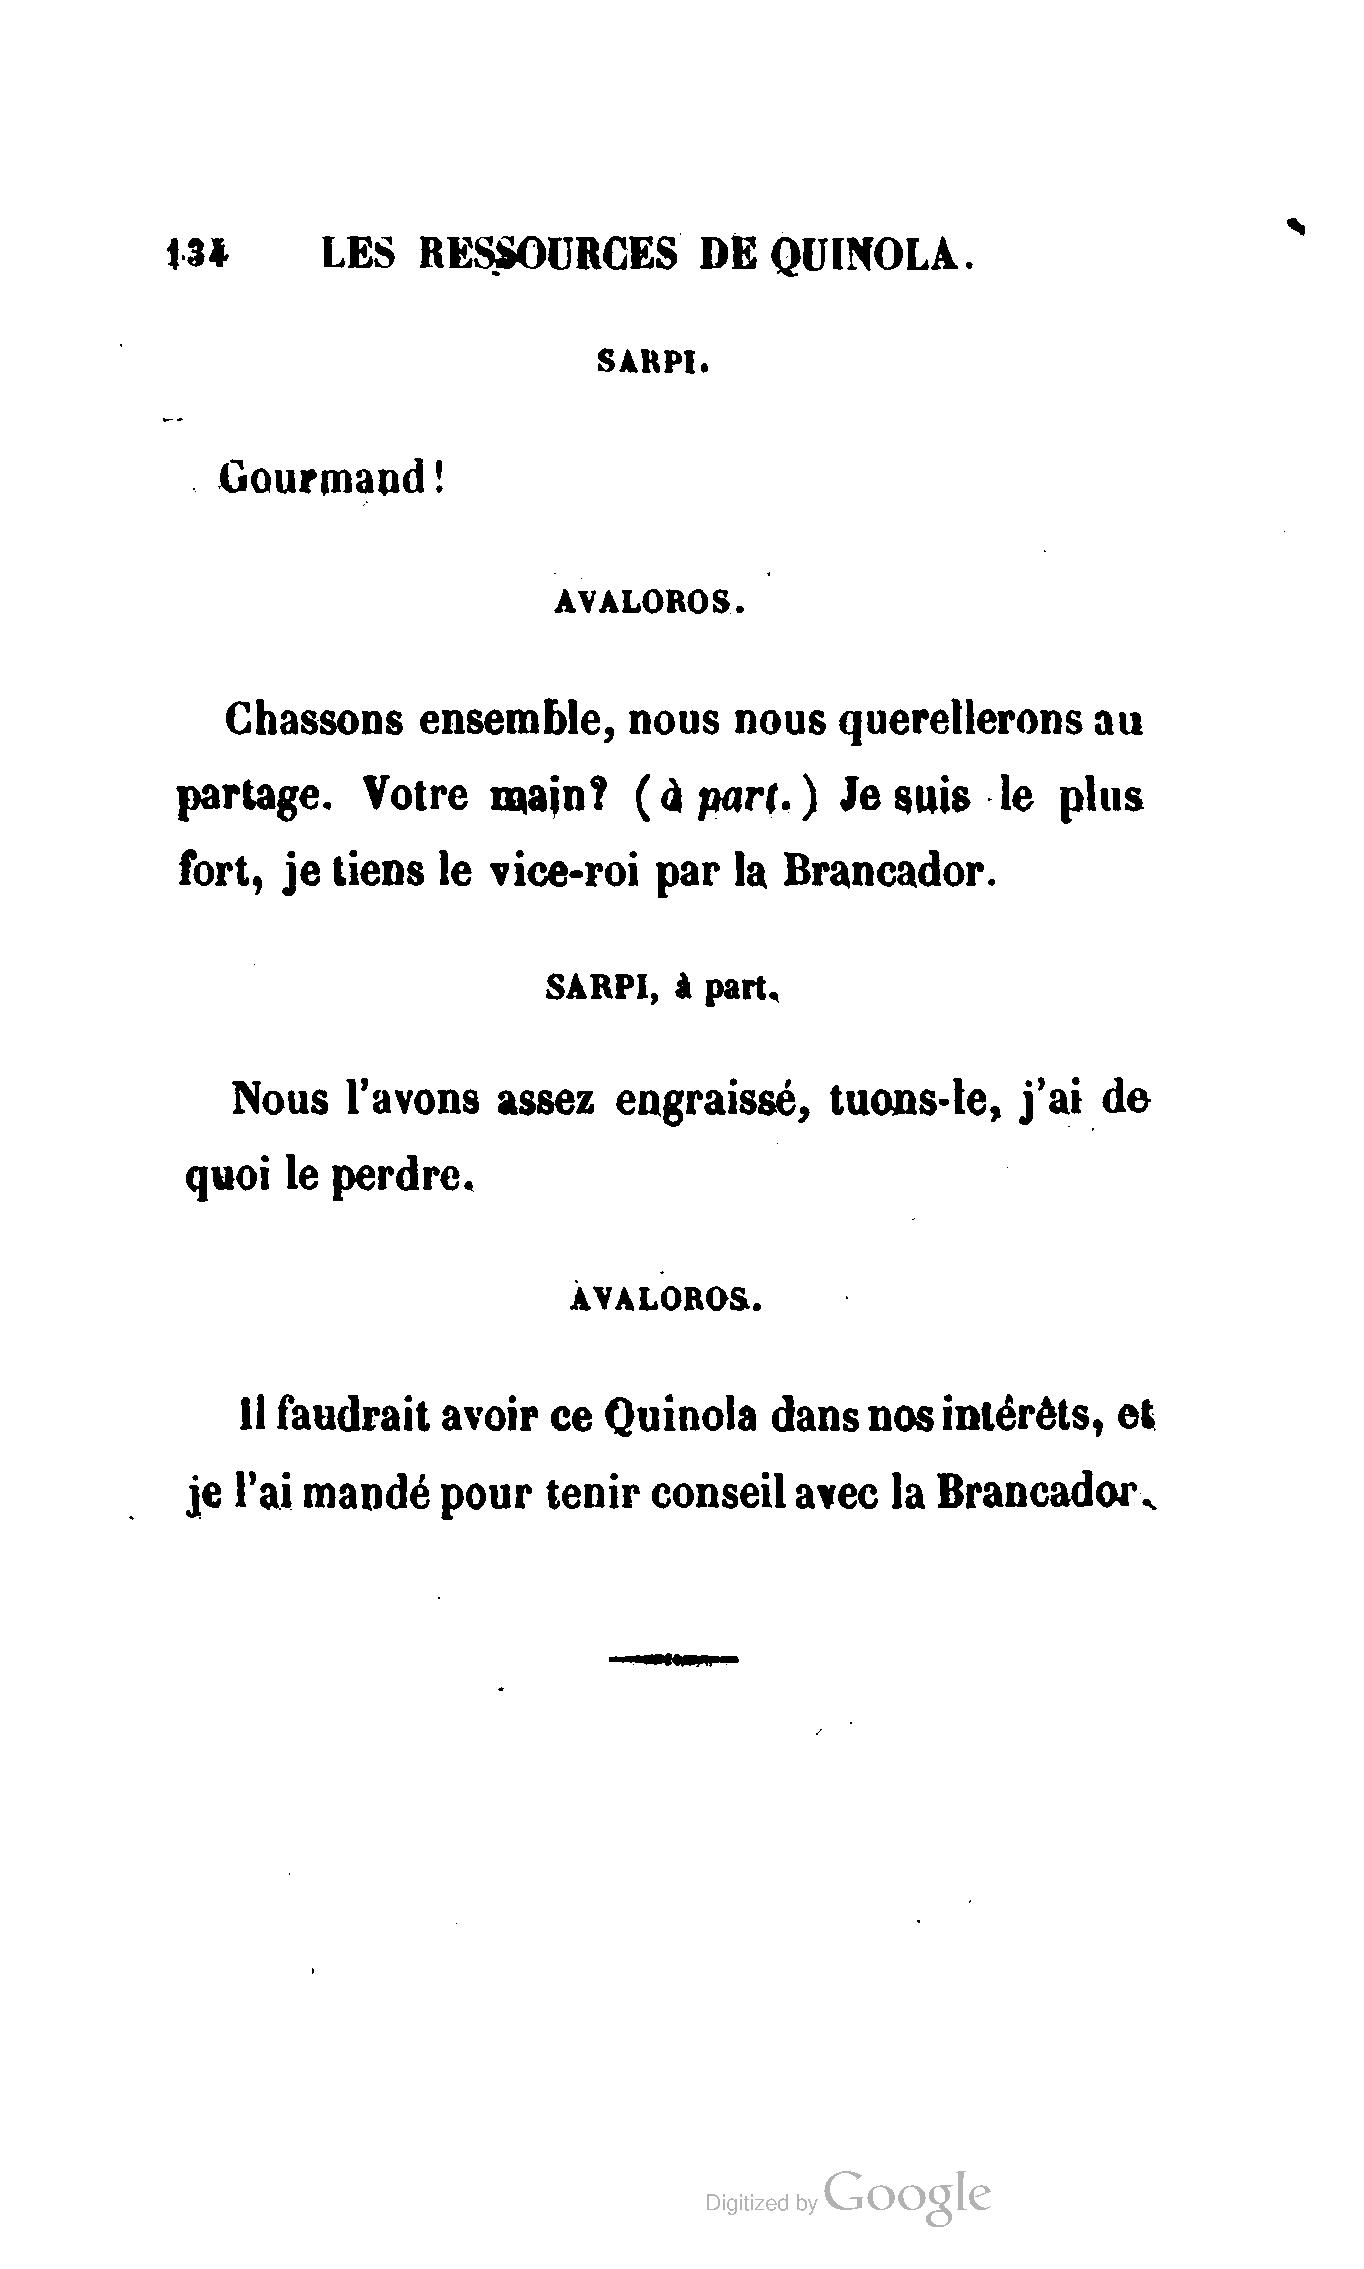 134 LES RESSOURCES DE QUINOLA.
SARPI.
Gourmand!
AVALOROS.
Chassons ensemble, nous nous querellerons au
partage. Votre main? (à part.) Je suis le plus
fort, je tiens le vice-roi par la Brancador.
SARPI, à part.
Nous l'avons assez engraissé, tuons-le, j'ai de
quoi le perdre.
AVALOROS.
Il faudrait avoir ce Quinola dans nos intérêts, et
je l'ai mandé pour tenir conseil avec la Brancador.
Digitized by Google